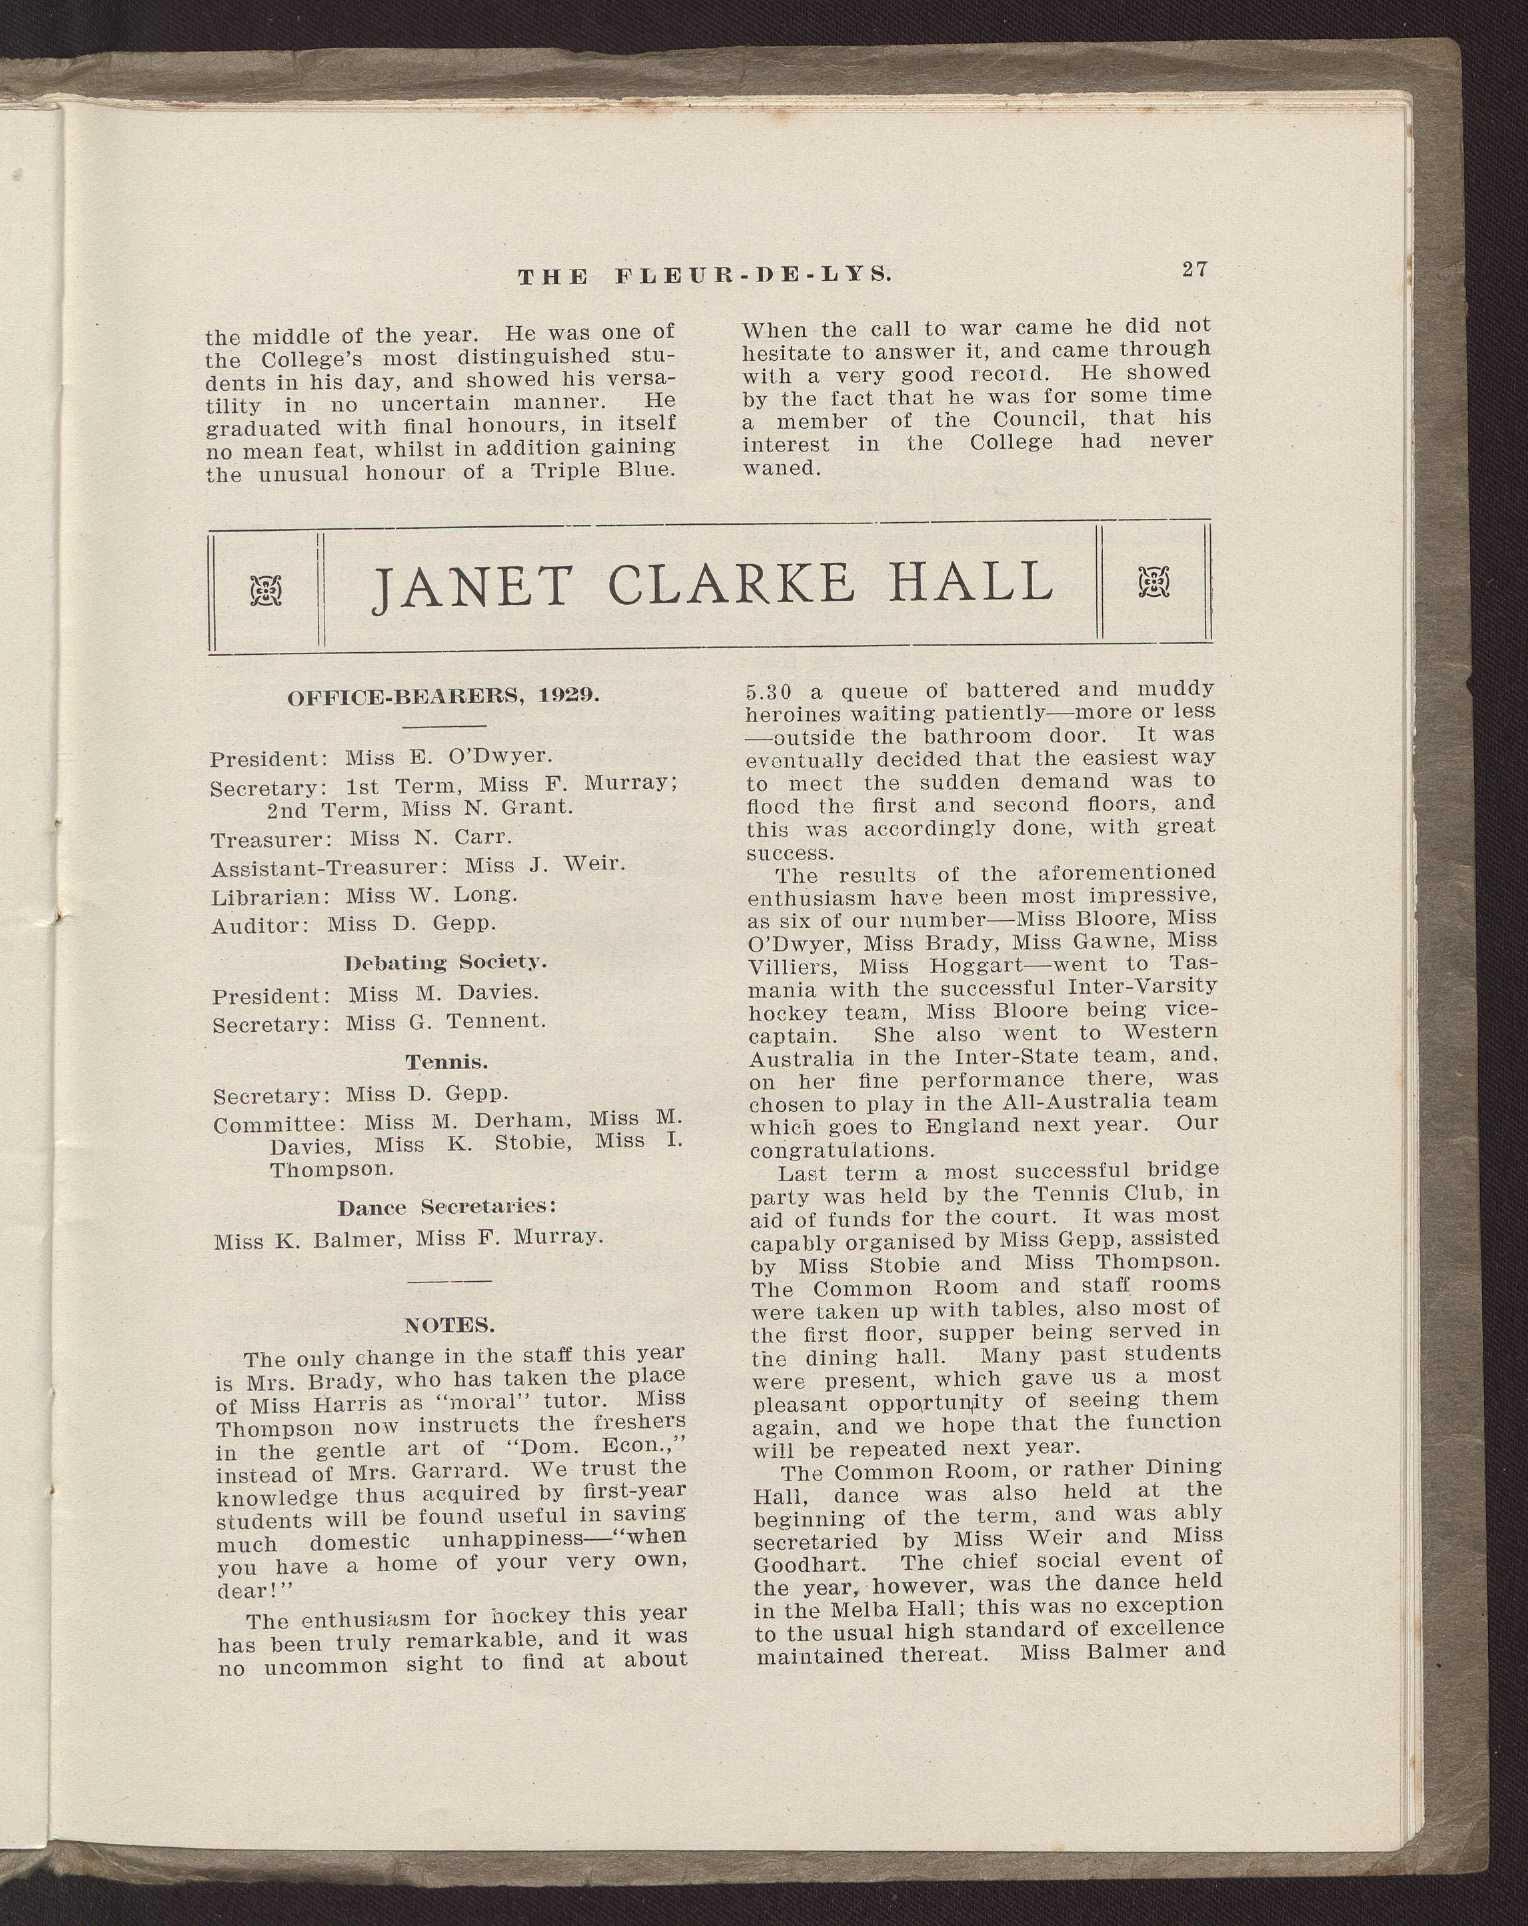 THE FLEUR-DE-LYS.
27
the middle of the year. He was one of
the College's most distinguished stu-
dents in his day, and showed his versa-
tility in no uncertain manner. He
graduated with final honours, in itself
no mean feat, whilst in addition gaining
the unusual honour of a Triple Blue.
When the call to war came he did not
hesitate to answer it, and came through
with a very good record. He showed
by the fact that he was for some time
a member of the Council, that his
interest in the College had never
waned.
JANET CLARKE HALL
OFFICE-BEARERS, 1929.
President: Miss E. O'Dwyer.
Secretary: 1st Term, Miss F. Murray;
2nd Term, Miss N. Grant.
Treasurer: Miss N. Carr.
Assistant-Treasurer: Miss J. Weir.
Librarian: Miss W. Long.
Auditor: Miss D. Gepp.
Debating Society.
President: Miss M. Davies.
Secretary: Miss G. Tennent.
Tennis.
Secretary: Miss D. Gepp.
Committee: Miss M. Derham, Miss M.
Davies, Miss K. Stobie, Miss I.
Thompson.
Dance Secretaries:
Miss K. Balmer, Miss F. Murray.
NOTES.
The only change in the staff this year
is Mrs. Brady, who has taken the place
of Miss Harris as "moral" tutor. Miss
Thompson now instructs the freshers
in the gentle art of "Dom. Econ.,"
instead of Mrs. Garrard. We trust the
knowledge thus acquired by first-year
students will be found useful in saving
much domestic unhappiness—"when
you have a home of your very own,
dear!"
The enthusiasm for hockey this year
has been truly remarkable, and it was
no uncommon sight to find at about
5.30 a queue of battered and muddy
heroines waiting patiently—more or less
—outside the bathroom door. It was
eventually decided that the easiest way
to meet the sudden demand was to
flood the first and second floors, and
this was accordingly done, with great
success.
The results of the aforementioned
enthusiasm have been most impressive,
as six of our number—Miss Bloore, Miss
O'Dwyer, Miss Brady, Miss Gawne, Miss
Villiers, Miss Hoggart—went to Tas-
mania with the successful Inter-Varsity
hockey team, Miss Bloore being vice-
captain. She also went to Western
Australia in the Inter-State team, and,
on her fine performance there, was
chosen to play in the All-Australia team
which goes to England next year. Our
congratulations.
Last term a most successful bridge
party was held by the Tennis Club, in
aid of funds for the court. It was most
capably organised by Miss Gepp, assisted
by Miss Stobie and Miss Thompson.
The Common Room and staff rooms
were taken up with tables, also most of
the first floor, supper being served in
the dining hall. Many past students
were present, which gave us a most
pleasant opportunity of seeing them
again, and we hope that the function
will be repeated next year.
The Common Room, or rather Dining
Hall, dance was also held at the
beginning of the term, and was ably
secretaried by Miss Weir and Miss
Goodhart. The chief social event of
the year, however, was the dance held
in the Melba Hall; this was no exception
to the usual high standard of excellence
maintained thereat. Miss Balmer and